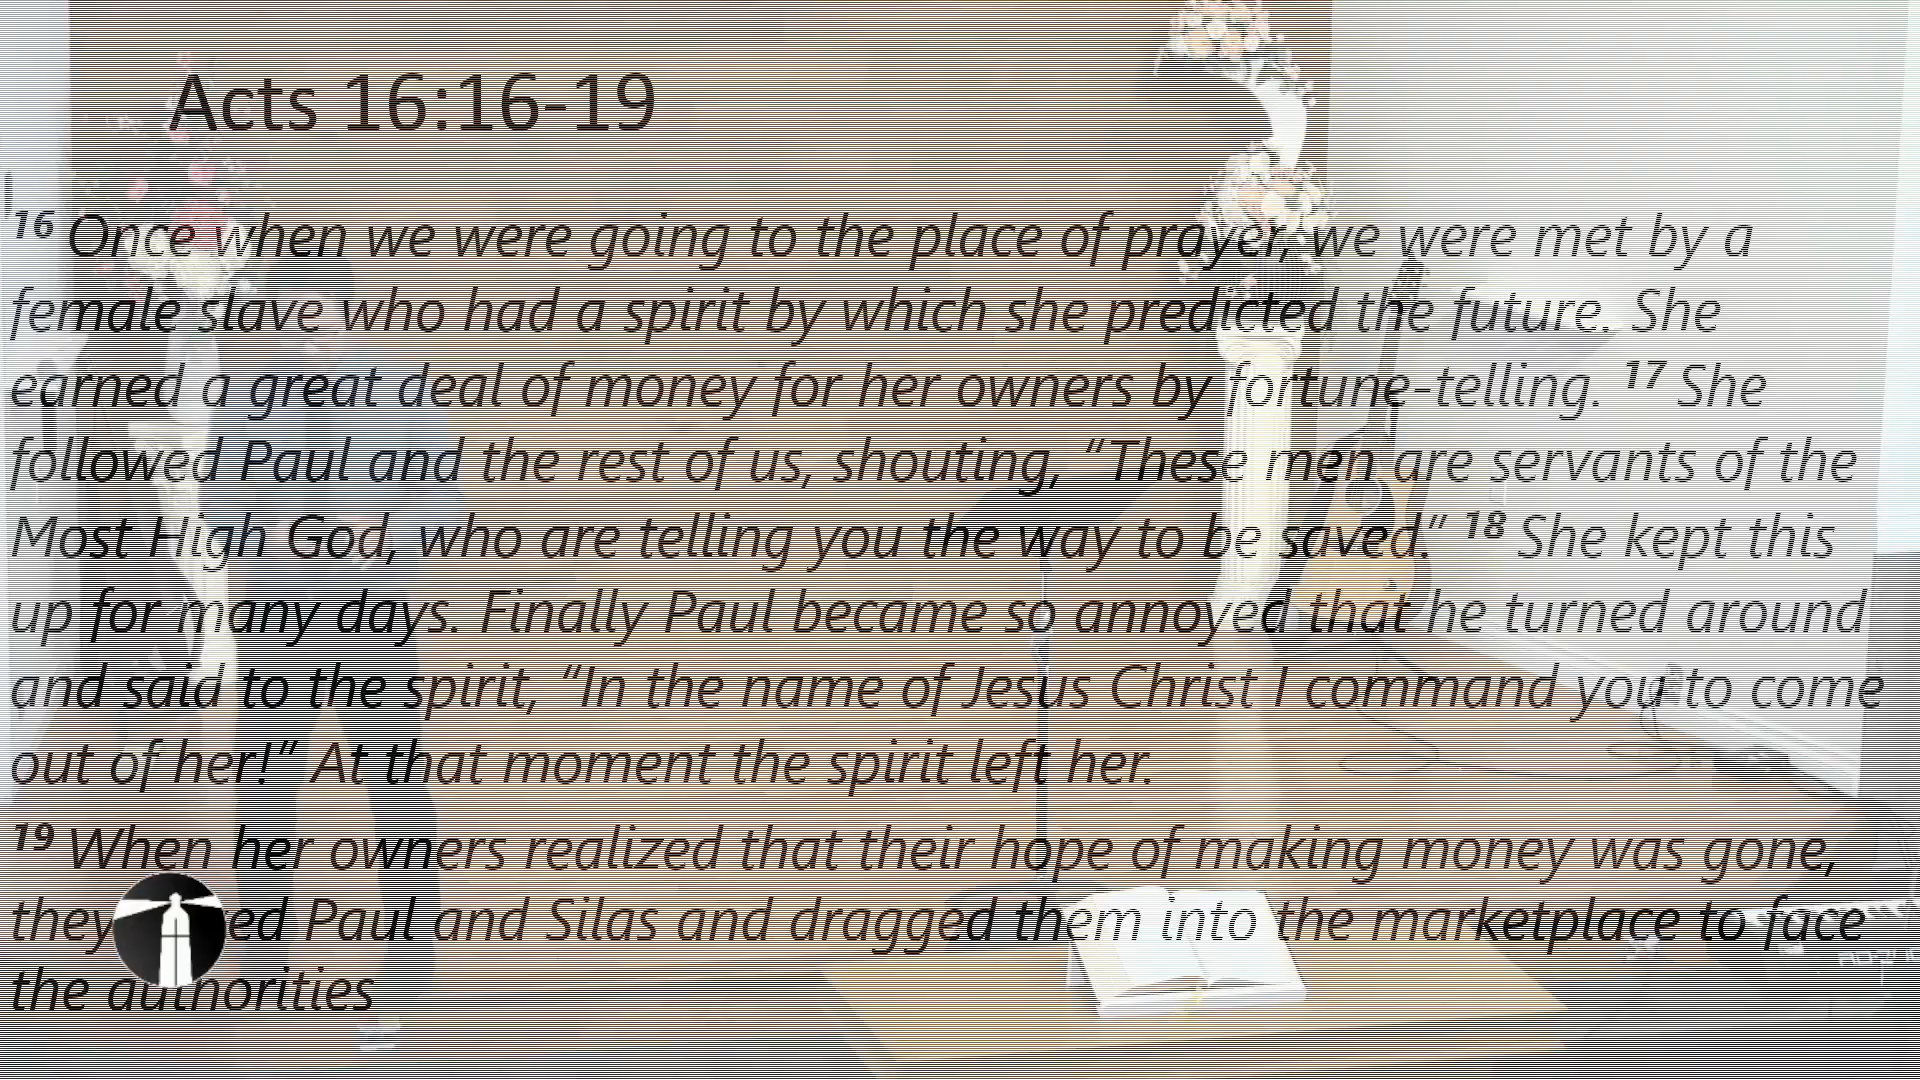 Acts 16:16-19
16 Once when we were going to the place of prayer, we were met by a
female slave who had a spirit by which she predicted the future. She
earned a great deal of money for her owners by fortune-telling. 17 She
followed Paul and the rest of us, shouting, “These men are servants of the
Most High God, who are telling you the way to be saved.” 18 She kept this
up for many days. Finally Paul became so annoyed that he turned around
and said to the spirit, “In the name of Jesus Christ I command you to come
out of her!” At that moment the spirit left her.
19 When her owners realized that their hope of making money was gone,
they Paul and Silas and dragged them into the marketplace to face
the authorities